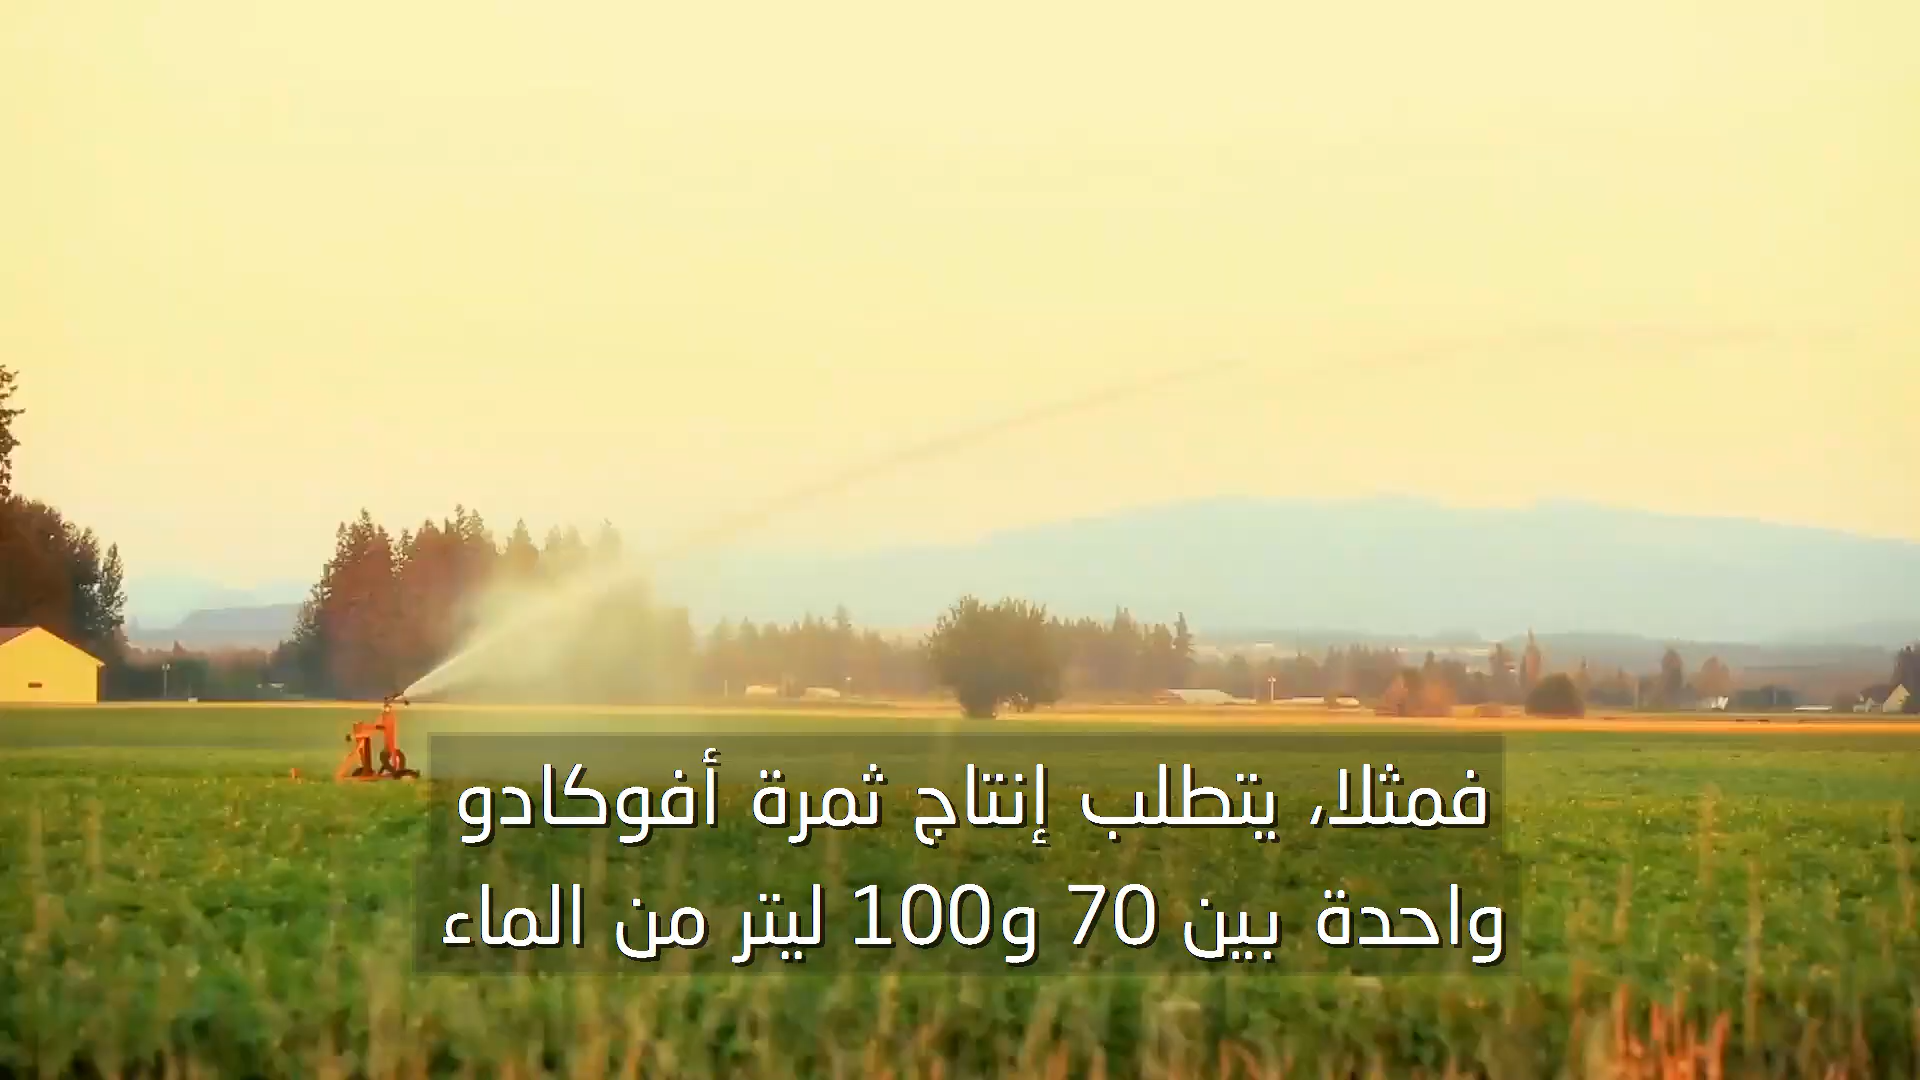 فمثلا، يتطلب إنتاج ثمرة أفوكادو
واحدة بين 70 و100 ليتر من الماء